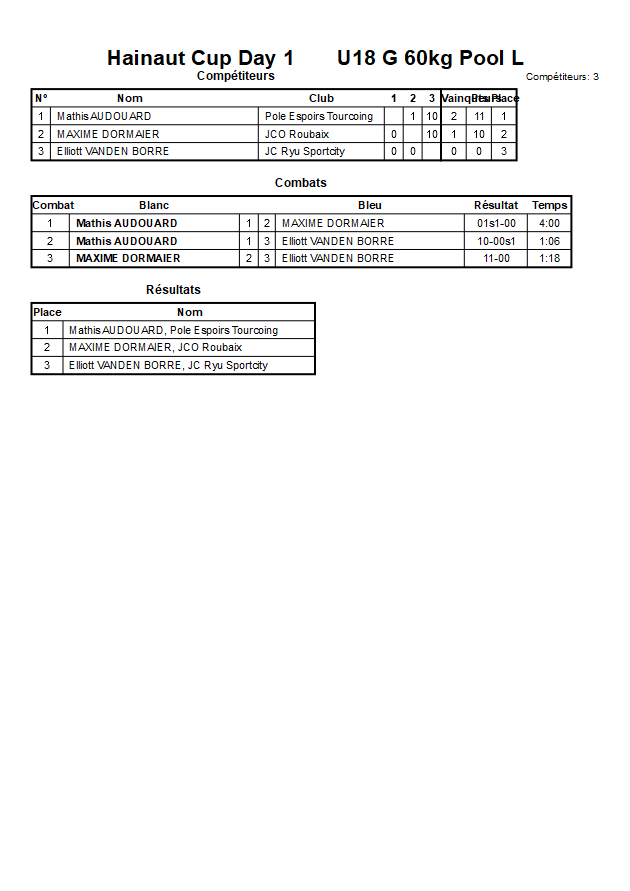 Hainaut Cup Day 1 U18 G 60kg Pool L
Compétiteurs
Compétiteurs: 3
Nº Nom Club 1 2 3 Vainqueurs Pts Place
1 Mathis AUDOUARD Pole Espoirs Tourcoing 1 10 2 11 1
2 MAXIME DORMAIER JCO Roubaix 0 10 1 10 2
3 Elliott VANDEN BORRE JC Ryu Sportcity 0 0 0 0 3
Combats
Combat Blanc Bleu Résultat Temps
1 Mathis AUDOUARD 1 2 MAXIME DORMAIER 01s1-00 4:00
2 Mathis AUDOUARD 1 3 Elliott VANDEN BORRE 10-00s1 1:06
3 MAXIME DORMAIER 2 3 Elliott VANDEN BORRE 11-00 1:18
Résultats
Place Nom
1 Mathis AUDOUARD, Pole Espoirs Tourcoing
2 MAXIME DORMAIER, JCO Roubaix
3 Elliott VANDEN BORRE, JC Ryu Sportcity